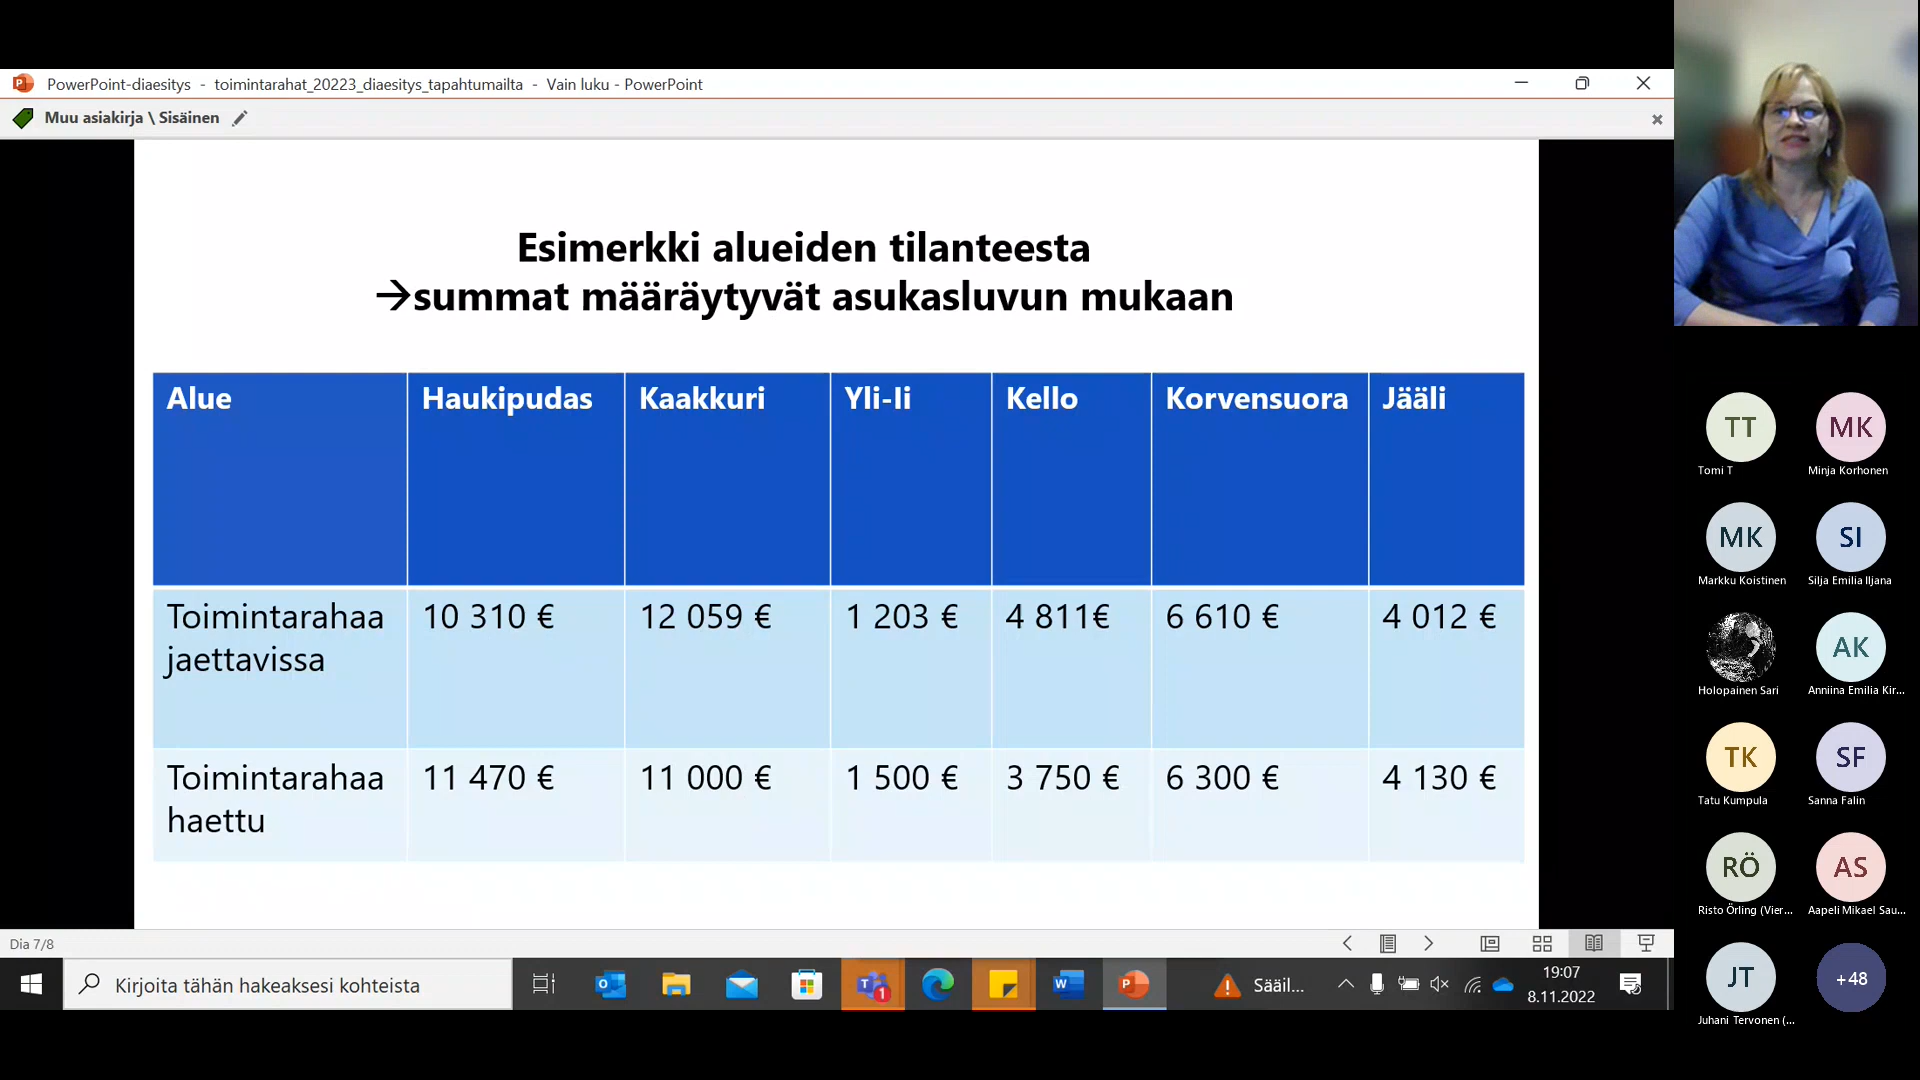 PowerPoint-diaesitys - toimintarahat_20223_diaesitys_tapahtumailta - Vain luku - PowerPoint
Muu asiakirja \ Sisäinen
Esimerkki alueiden tilanteesta
→summat määräytyvät asukasluvun mukaan
Alue Haukipudas Kaakkuri Yli-Ii Kello Korvensuora Jääli
Toimintarahaa jaettavissa 10 310 € 12 059 € 1 203 € 4 811€ 6 610 € 4 012 €
Toimintarahaa haettu 11 470 € 11 000 € 1 500 € 3 750 € 6 300 € 4 130 €
Dia 7/8
Kirjoita tähän hakeaksesi kohteista
1
Sääil...
19:07
8.11.2022
TT MK
Tomi T Minja Korhonen
MK SI
Markku Koistinen Silja Emilia Iljana
AK
Holopainen Sari Anniina Emilia Kir...
TK SF
Tatu Kumpula Sanna Falin
RÖ AS
Risto Örling (Vier... Aapeli Mikael Sau...
JT +48
Juhani Tervonen (...